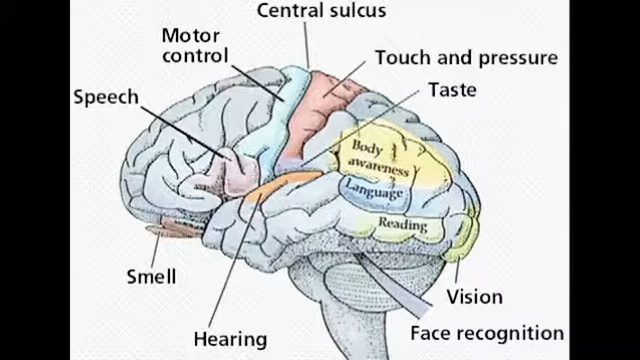 Central sulcus
Motor
control
Touch and pressure
Speech
Taste
Body
awareness
Language
Reading
Smell
Vision
Hearing
Face recognition